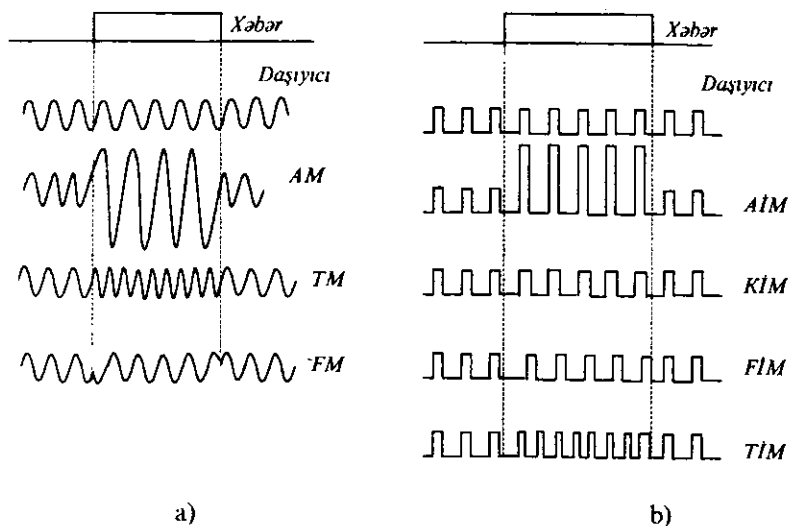 Xəbər
Daşıyıcı
AM
TM
FM
a)
Xəbər
Daşıyıcı
AİM
KİM
FİM
TİM
b)